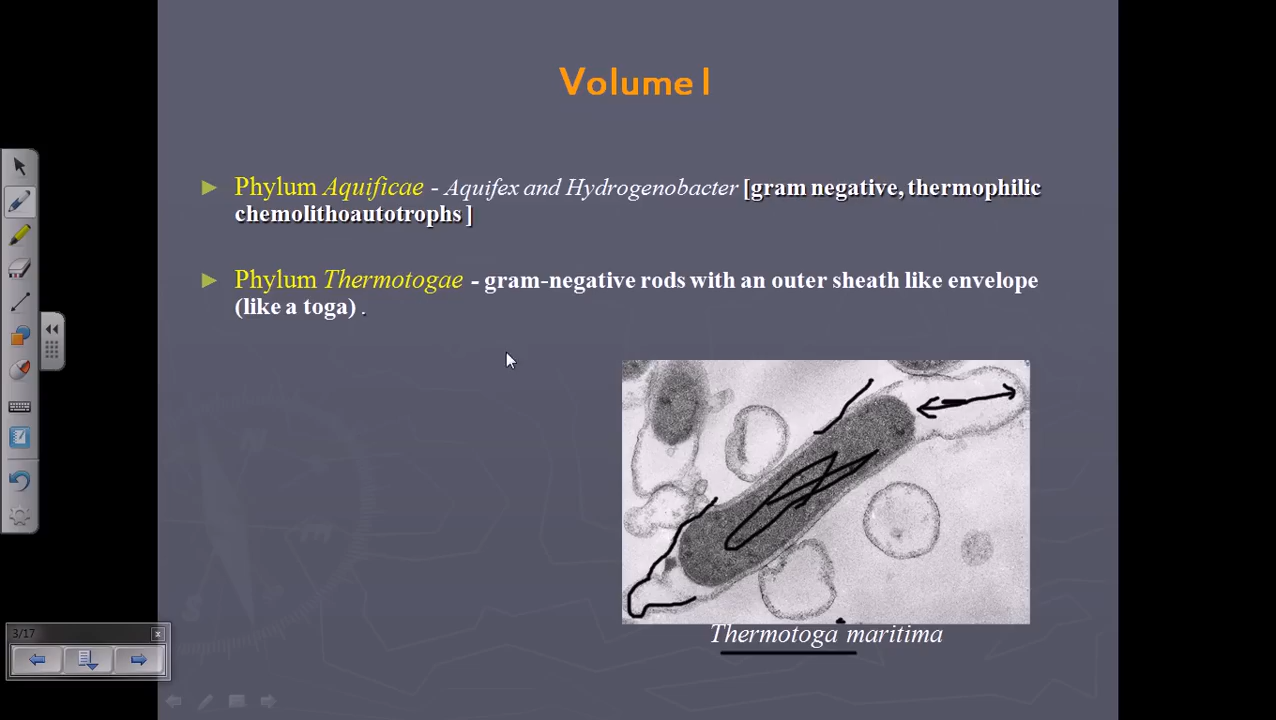 Volume I
Phylum Aquificae - Aquifex and Hydrogenobacter [gram negative, thermophilic
chemolithoautotrophs ]
Phylum Thermotogae - gram-negative rods with an outer sheath like envelope
(like a toga) .
Thermotoga maritima
3/17